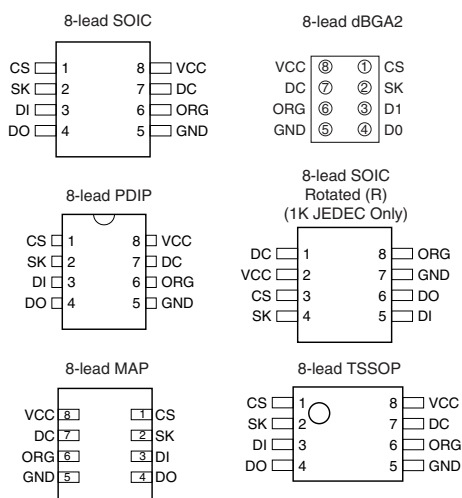 8-lead SOIC
CS 1 8 VCC
SK 2 7 DC
DI 3 6 ORG
DO 4 5 GND
8-lead dBGA2
VCC 8 1 CS
DC 7 2 SK
ORG 6 3 D1
GND 5 4 D0
8-lead PDIP
CS 1 8 VCC
SK 2 7 DC
DI 3 6 ORG
DO 4 5 GND
8-lead SOIC
Rotated (R)
(1K JEDEC Only)
DC 1 8 ORG
VCC 2 7 GND
CS 3 6 DO
SK 4 5 DI
8-lead MAP
VCC 8 1 CS
DC 7 2 SK
ORG 6 3 DI
GND 5 4 DO
8-lead TSSOP
CS 1 8 VCC
SK 2 7 DC
DI 3 6 ORG
DO 4 5 GND